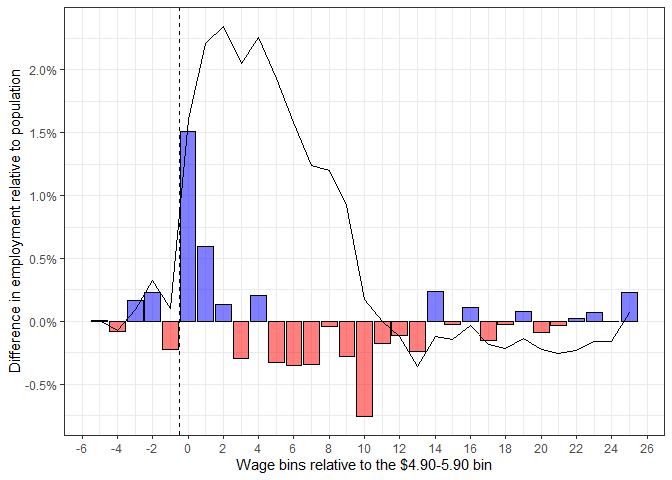 Difference in employment relative to population
2.0%
1.5%
1.0%
0.5%
0.0%
-0.5%
-6 -4 -2 0 2 4 6 8 10 12 14 16 18 20 22 24 26
Wage bins relative to the $4.90-5.90 bin